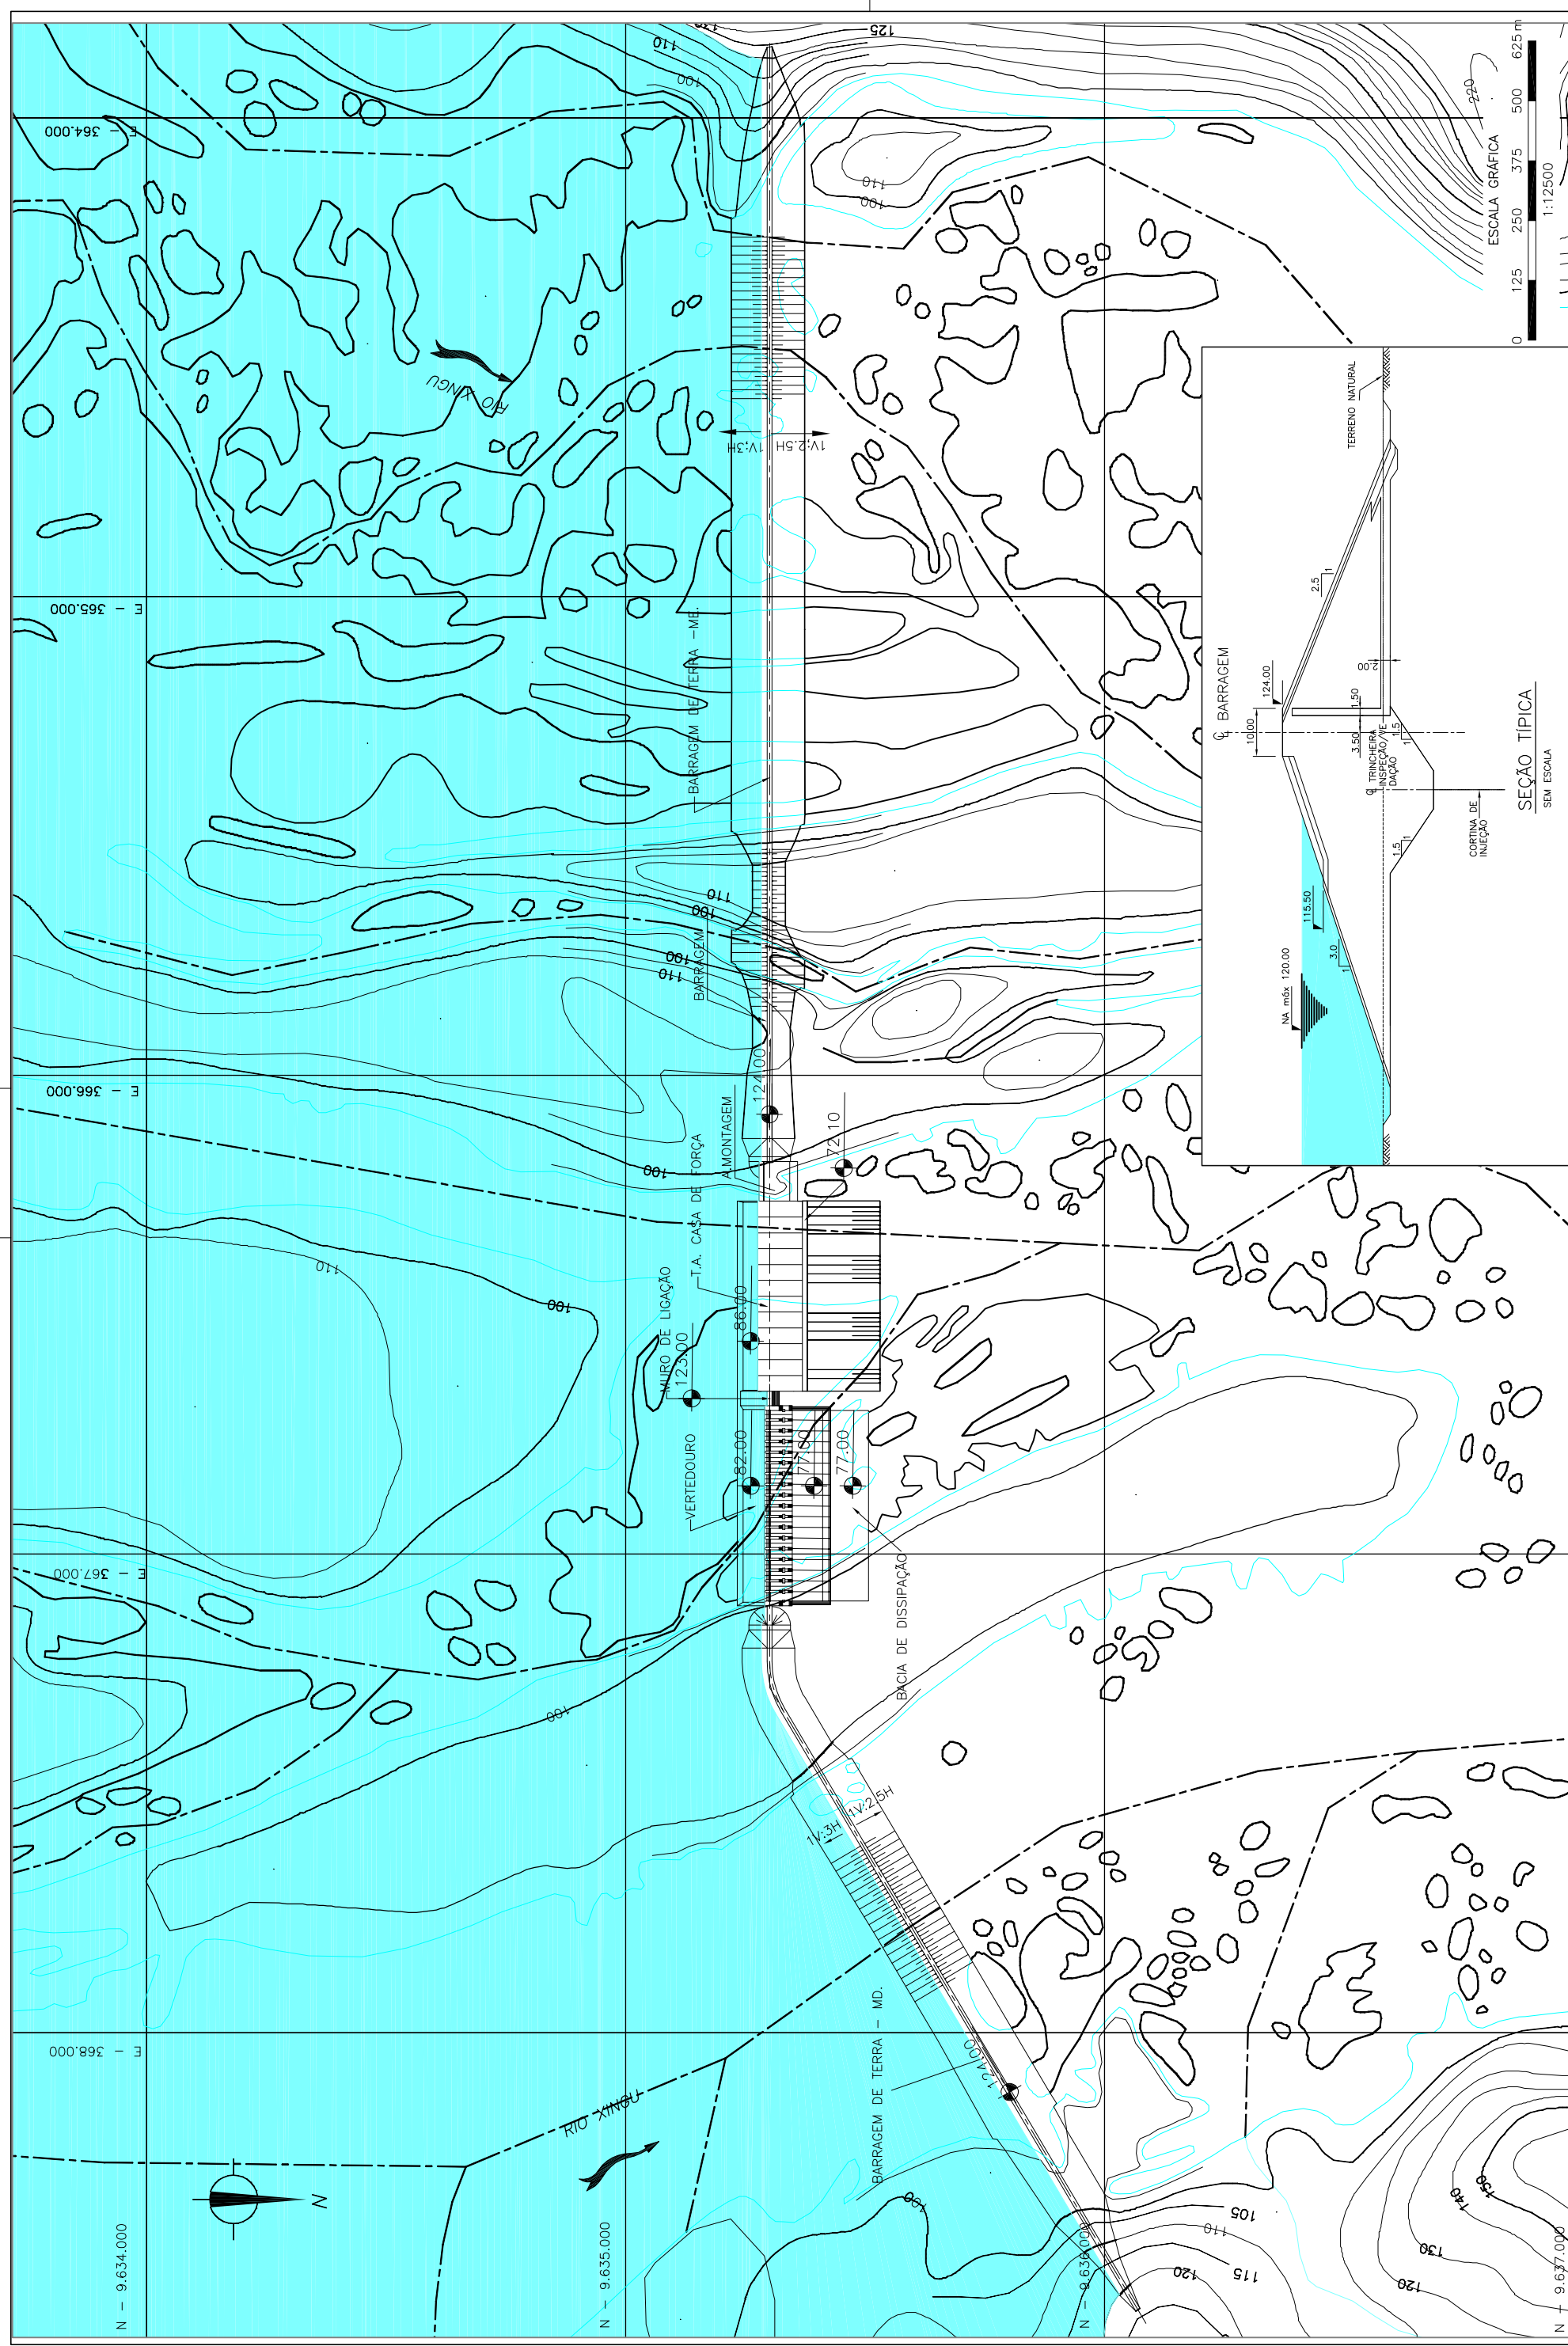 N - 9.634.000
N - 9.635.000
N - 9.636.000
N - 9.637.000
E - 364.000
E - 365.000
E - 366.000
E - 367.000
E - 368.000
N
RIO XINGU
RIO XINGU
BARRAGEM DE TERRA - MD.
124.00
1V:3H
1V:2.5H
BACIA DE DISSIPAÇÃO
VERTEDOURO
82.00
77.00
77.00
MURO DE LIGAÇÃO
123.00
T.A. CASA DE FORÇA
86.00
A.MONTAGEM
72.10
124.00
BARRAGEM
BARRAGEM DE TERRA -ME.
1V:3H
1V:2.5H
100
110
100
100
100
110
100
110
110
100
125
110
100
100
105
110
115
120
120
130
140
150
220
ESCALA GRÁFICA
0 125 250 375 500 625m
1:12500
℄ BARRAGEM
10.00
124.00
NA máx 120.00
115.50
3.0
1
2.5
1
3.50
1.50
2.00
℄ TRINCHEIRA
INSPEÇÃO/VE
DAÇÃO
1.5
1
1.5
1
CORTINA DE
INJEÇÃO
TERRENO NATURAL
SEÇÃO TÍPICA
SEM ESCALA